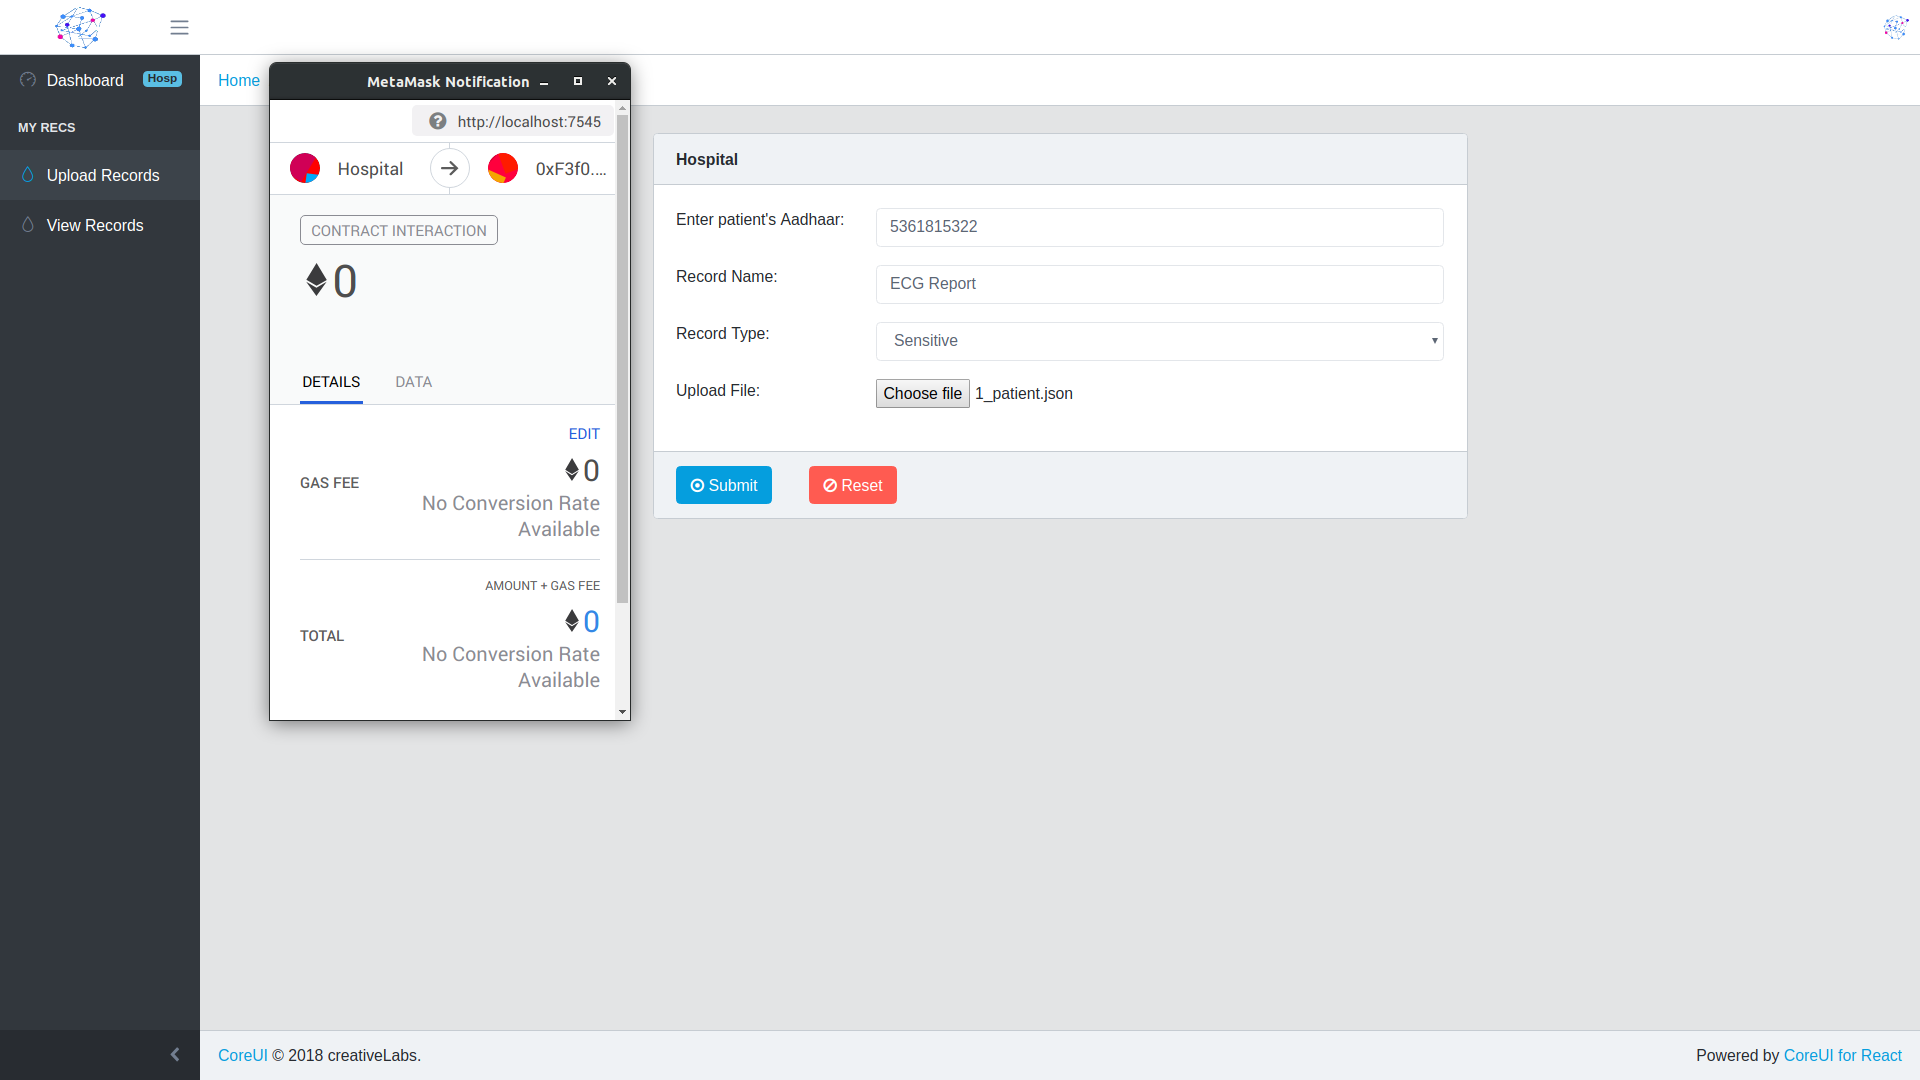 Dashboard Hosp
MY RECS
Upload Records
View Records
Home
MetaMask Notification
http://localhost:7545
Hospital
0xF3f0....
CONTRACT INTERACTION
0
DETAILS
DATA
EDIT
GAS FEE
0
No Conversion Rate
Available
AMOUNT + GAS FEE
TOTAL
0
No Conversion Rate
Available
Hospital
Enter patient's Aadhaar: 5361815322
Record Name: ECG Report
Record Type: Sensitive
Upload File: Choose file 1_patient.json
Submit Reset
CoreUI © 2018 creativeLabs.
Powered by CoreUI for React